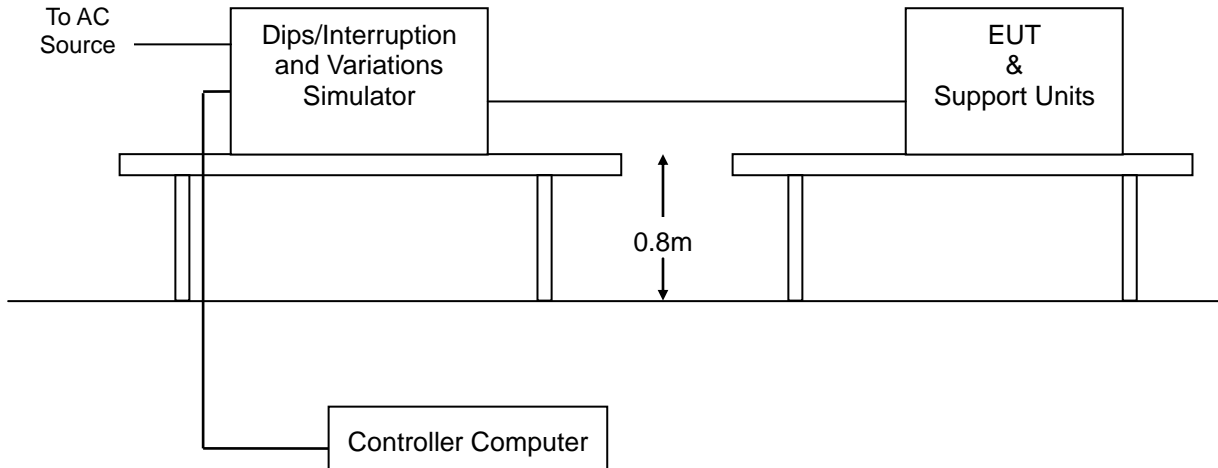 To AC
Source
Dips/Interruption
and Variations
Simulator
EUT
&
Support Units
0.8m
Controller Computer